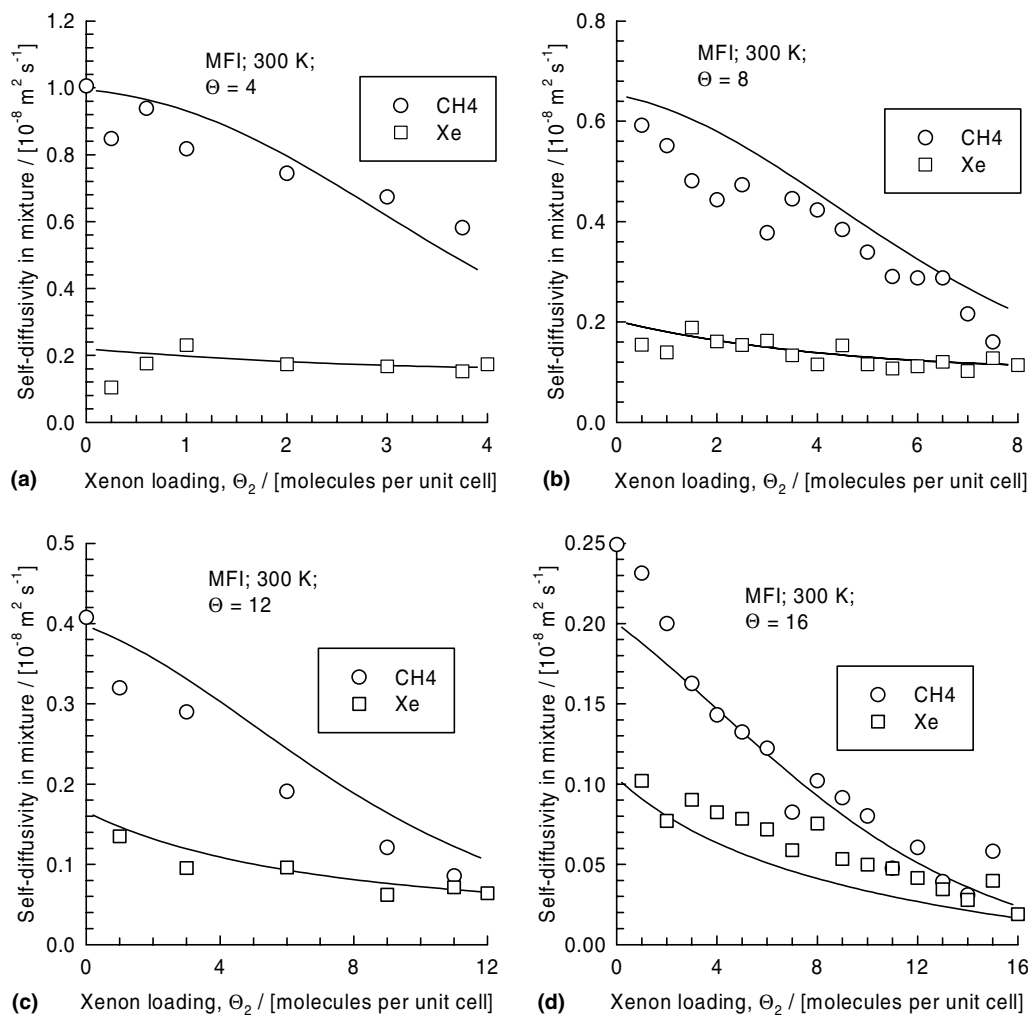 Self-diffusivity in mixture / [10⁻⁸ m² s⁻¹]
1.2
1.0
0.8
0.6
0.4
0.2
0.0
MFI; 300 K;
Θ = 4
CH4
Xe
0 1 2 3 4
(a) Xenon loading, Θ₂ / [molecules per unit cell]
Self-diffusivity in mixture / [10⁻⁸ m² s⁻¹]
0.8
0.6
0.4
0.2
0.0
MFI; 300 K;
Θ = 8
CH4
Xe
0 2 4 6 8
(b) Xenon loading, Θ₂ / [molecules per unit cell]
Self-diffusivity in mixture / [10⁻⁸ m² s⁻¹]
0.5
0.4
0.3
0.2
0.1
0.0
MFI; 300 K;
Θ = 12
CH4
Xe
0 3 6 9 12
(c) Xenon loading, Θ₂ / [molecules per unit cell]
Self-diffusivity in mixture / [10⁻⁸ m² s⁻¹]
0.25
0.20
0.15
0.10
0.05
0.00
MFI; 300 K;
Θ = 16
CH4
Xe
0 4 8 12 16
(d) Xenon loading, Θ₂ / [molecules per unit cell]